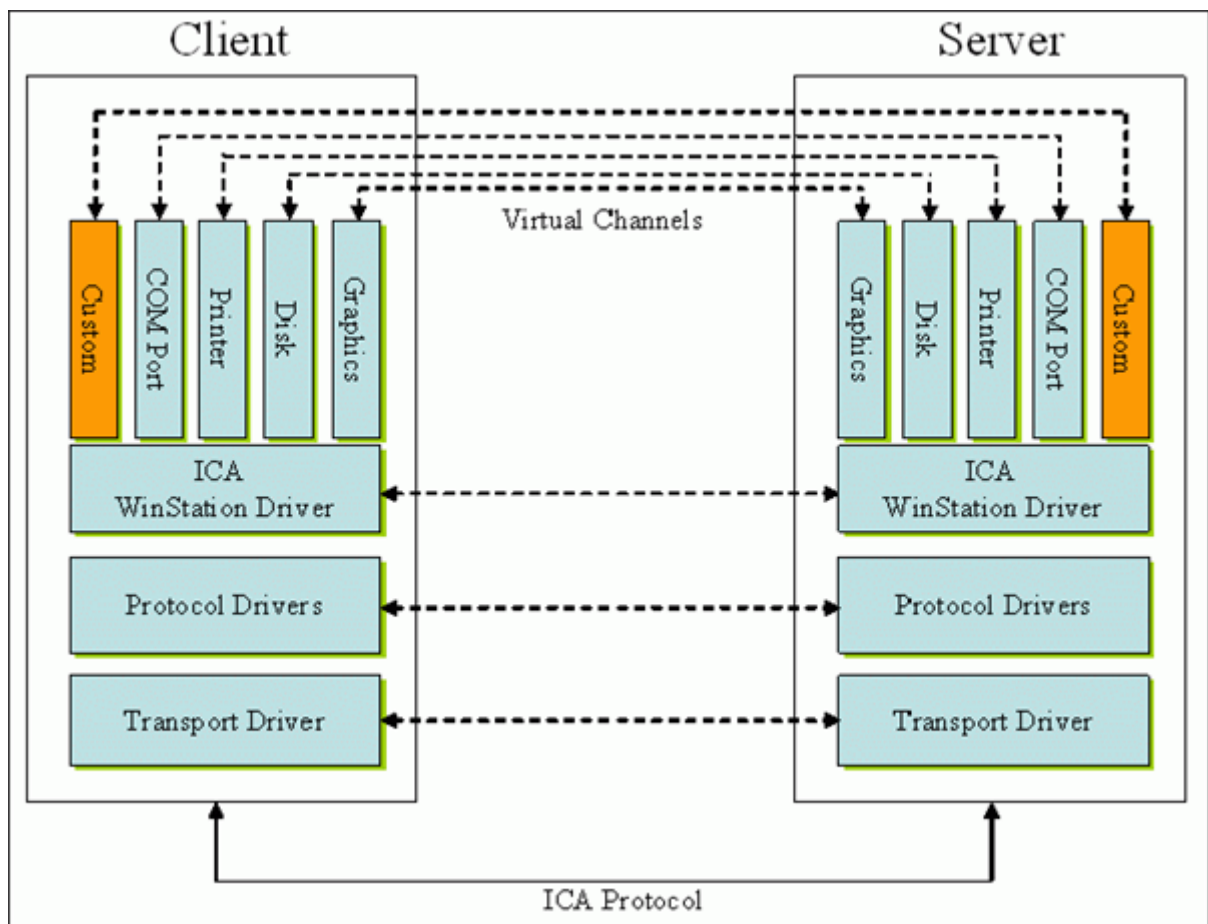 Client
Server
Virtual Channels
Custom
COM Port
Printer
Disk
Graphics
Graphics
Disk
Printer
COM Port
Custom
ICA
WinStation Driver
ICA
WinStation Driver
Protocol Drivers
Protocol Drivers
Transport Driver
Transport Driver
ICA Protocol